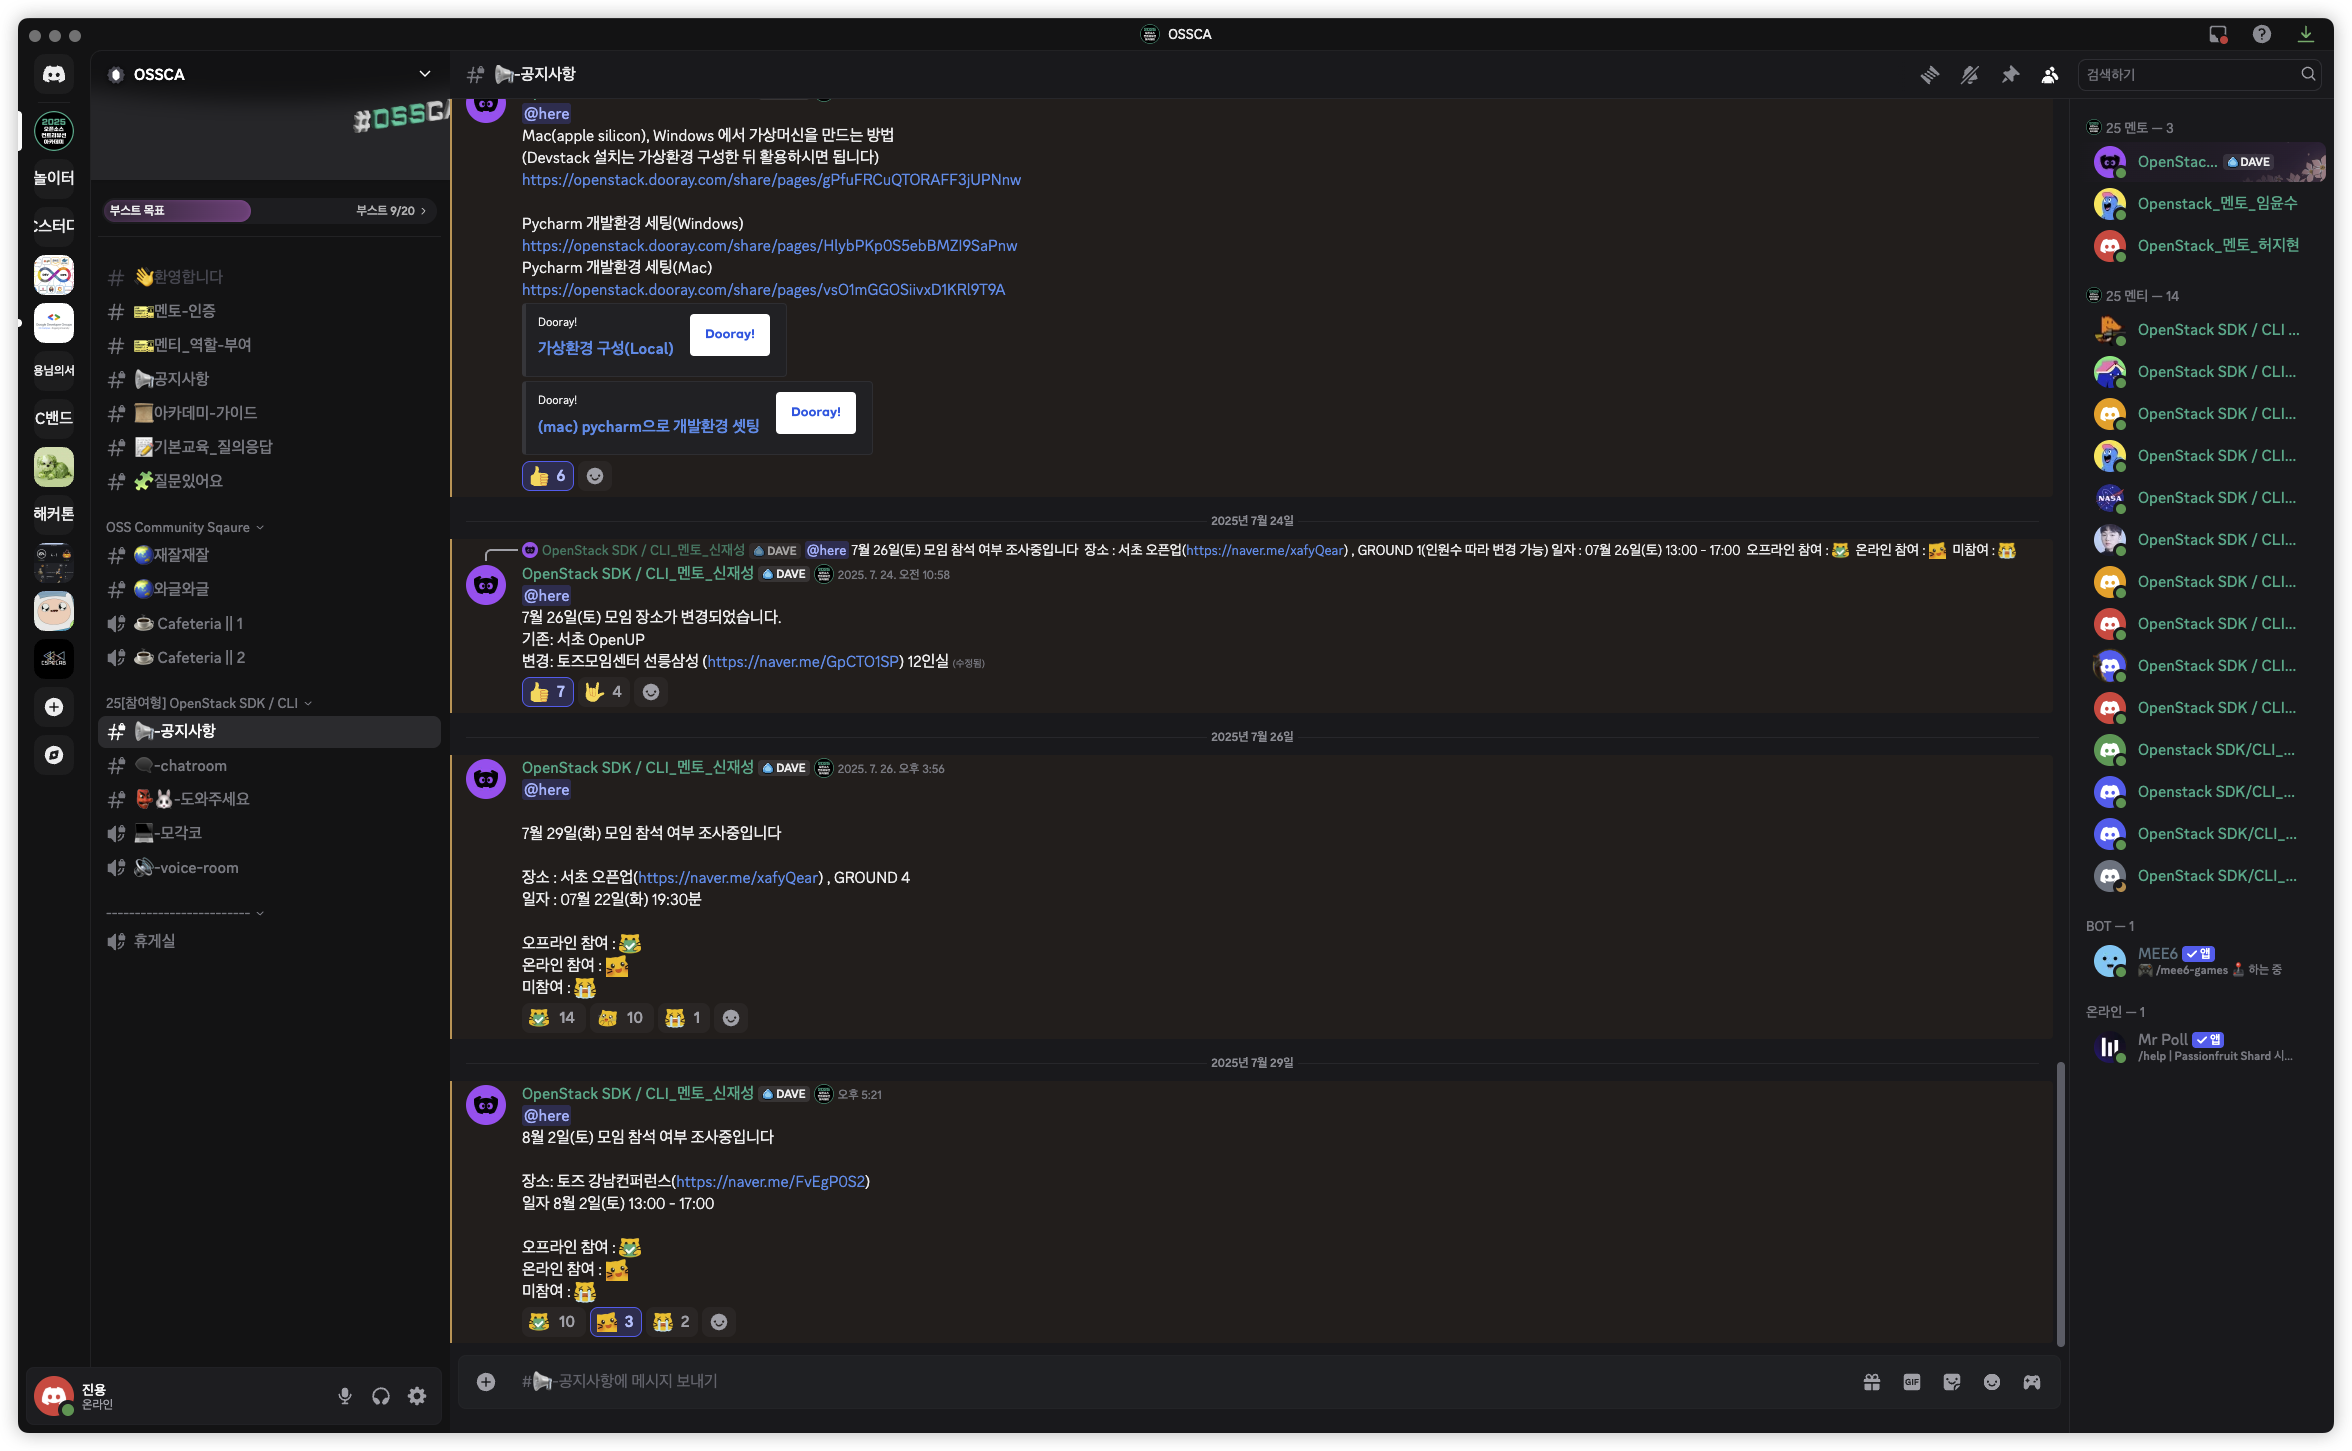 OSSCA
OSSCA
#OSSCA
부스트 목표
부스트 9/20
환영합니다
멘토-인증
멘티_역할-부여
공지사항
아카데미-가이드
기본교육_질의응답
질문있어요
OSS Community Sqaure
재잘재잘
와글와글
Cafeteria || 1
Cafeteria || 2
25[참여형] OpenStack SDK / CLI
-공지사항
-chatroom
-도와주세요
-모각코
-voice-room
-------------------------
휴게실
2025
오픈소스
컨트리뷰션
아카데미
놀이터
C스터디
용님의서
C밴드
해커톤
CSPELAB
진용
온라인
-공지사항
검색하기
@here
Mac(apple silicon), Windows 에서 가상머신을 만드는 방법
(Devstack 설치는 가상환경 구성한 뒤 활용하시면 됩니다)
https://openstack.dooray.com/share/pages/gPfuFRCuQTORAFF3jUPNnw
Pycharm 개발환경 세팅(Windows)
https://openstack.dooray.com/share/pages/HlybPKp0S5ebBMZI9SaPnw
Pycharm 개발환경 세팅(Mac)
https://openstack.dooray.com/share/pages/vsO1mGGOSiivxD1KRl9T9A
Dooray!
가상환경 구성(Local)
Dooray!
Dooray!
(mac) pycharm으로 개발환경 셋팅
Dooray!
6
2025년 7월 24일
OpenStack SDK / CLI_멘토_신재성 DAVE @here 7월 26일(토) 모임 참석 여부 조사중입니다 장소 : 서초 오픈업(https://naver.me/xafyQear) , GROUND 1(인원수 따라 변경 가능) 일자 : 07월 26일(토) 13:00 - 17:00 오프라인 참여 : 온라인 참여 : 미참여 :
OpenStack SDK / CLI_멘토_신재성 DAVE 2025. 7. 24. 오전 10:58
@here
7월 26일(토) 모임 장소가 변경되었습니다.
기존: 서초 OpenUP
변경: 토즈모임센터 선릉삼성 (https://naver.me/GpCTO1SP) 12인실 (수정됨)
7 4
2025년 7월 26일
OpenStack SDK / CLI_멘토_신재성 DAVE 2025. 7. 26. 오후 3:56
@here
7월 29일(화) 모임 참석 여부 조사중입니다
장소 : 서초 오픈업(https://naver.me/xafyQear) , GROUND 4
일자 : 07월 22일(화) 19:30분
오프라인 참여 :
온라인 참여 :
미참여 :
14 10 1
2025년 7월 29일
OpenStack SDK / CLI_멘토_신재성 DAVE 오후 5:21
@here
8월 2일(토) 모임 참석 여부 조사중입니다
장소: 토즈 강남컨퍼런스(https://naver.me/FvEgP0S2)
일자 8월 2일(토) 13:00 - 17:00
오프라인 참여 :
온라인 참여 :
미참여 :
10 3 2
#-공지사항에 메시지 보내기
GIF
25 멘토 — 3
OpenStac... DAVE
Openstack_멘토_임윤수
OpenStack_멘토_허지현
25 멘티 — 14
OpenStack SDK / CLI ...
OpenStack SDK / CLI...
OpenStack SDK / CLI...
OpenStack SDK / CLI...
NASA
OpenStack SDK / CLI...
OpenStack SDK / CLI...
OpenStack SDK / CLI...
OpenStack SDK / CLI...
OpenStack SDK / CLI...
OpenStack SDK / CLI...
Openstack SDK/CLI_...
Openstack SDK/CLI_...
OpenStack SDK/CLI_...
OpenStack SDK/CLI_...
BOT — 1
MEE6 앱
/mee6-games 하는 중
온라인 — 1
Mr Poll 앱
/help | Passionfruit Shard 시...